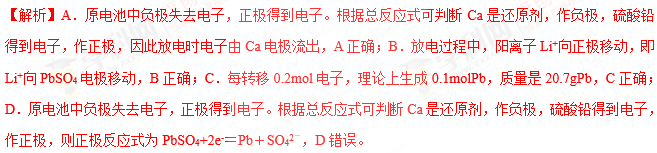 【解析】A．原电池中负极失去电子，正极得到电子。根据总反应式可判断 Ca 是还原剂，作负极，硫酸铅
得到电子，作正极，因此放电时电子由 Ca 电极流出，A 正确；B．放电过程中，阳离子 Li⁺向正极移动，即
Li⁺向 PbSO₄ 电极移动，B 正确；C．每转移 0.2mol 电子，理论上生成 0.1molPb，质量是 20.7gPb，C 正确；
D．原电池中负极失去电子，正极得到电子。根据总反应式可判断 Ca 是还原剂，作负极，硫酸铅得到电子，
作正极，则正极反应式为 PbSO₄+2e⁻＝Pb＋SO₄²⁻，D 错误。